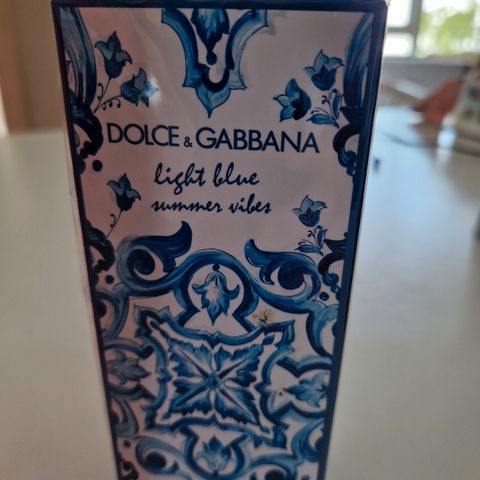 DOLCE & GABBANA
light blue
summer vibes